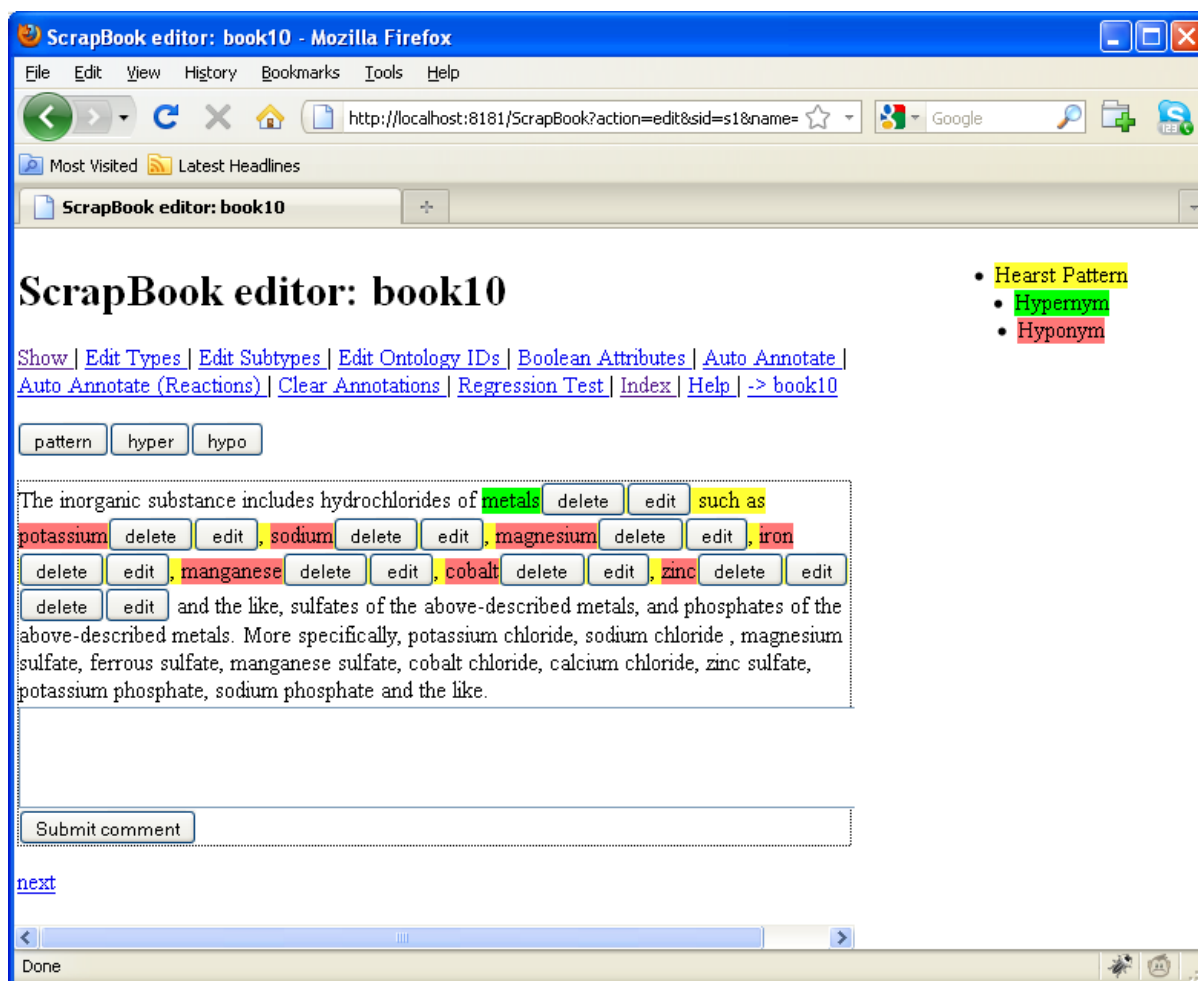 ScrapBook editor: book10 - Mozilla Firefox
File Edit View History Bookmarks Tools Help
http://localhost:8181/ScrapBook?action=edit&sid=s1&name= Google
Most Visited Latest Headlines
ScrapBook editor: book10
ScrapBook editor: book10
Hearst Pattern
Hypernym
Hyponym
Show | Edit Types | Edit Subtypes | Edit Ontology IDs | Boolean Attributes | Auto Annotate |
Auto Annotate (Reactions) | Clear Annotations | Regression Test | Index | Help | -> book10
pattern hyper hypo
The inorganic substance includes hydrochlorides of metals delete edit such as
potassium delete edit , sodium delete edit , magnesium delete edit , iron
delete edit , manganese delete edit , cobalt delete edit , zinc delete edit
delete edit and the like, sulfates of the above-described metals, and phosphates of the
above-described metals. More specifically, potassium chloride, sodium chloride , magnesium
sulfate, ferrous sulfate, manganese sulfate, cobalt chloride, calcium chloride, zinc sulfate,
potassium phosphate, sodium phosphate and the like.
Submit comment
next
Done